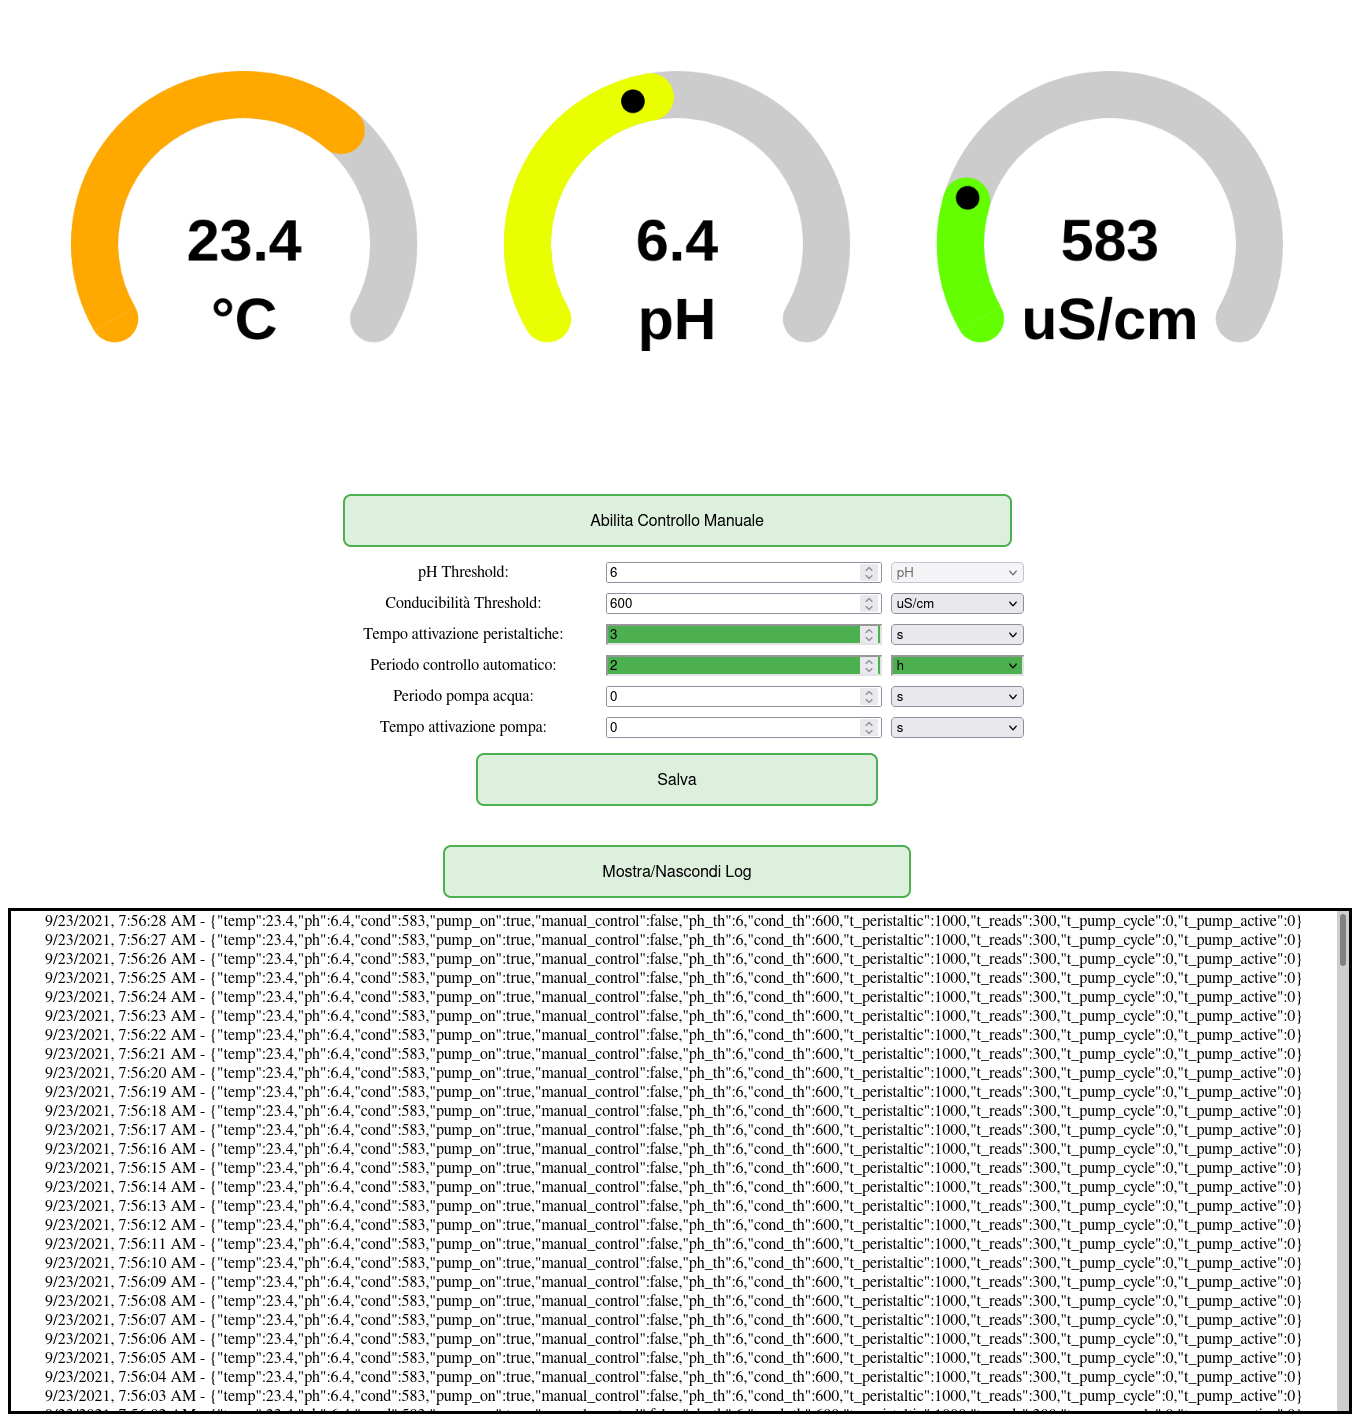 23.4
°C
6.4
pH
583
uS/cm
Abilita Controllo Manuale
pH Threshold: 6 pH
Conducibilità Threshold: 600 uS/cm
Tempo attivazione peristaltiche: 3 s
Periodo controllo automatico: 2 h
Periodo pompa acqua: 0 s
Tempo attivazione pompa: 0 s
Salva
Mostra/Nascondi Log
9/23/2021, 7:56:28 AM - {"temp":23.4,"ph":6.4,"cond":583,"pump_on":true,"manual_control":false,"ph_th":6,"cond_th":600,"t_peristaltic":1000,"t_reads":300,"t_pump_cycle":0,"t_pump_active":0}
9/23/2021, 7:56:27 AM - {"temp":23.4,"ph":6.4,"cond":583,"pump_on":true,"manual_control":false,"ph_th":6,"cond_th":600,"t_peristaltic":1000,"t_reads":300,"t_pump_cycle":0,"t_pump_active":0}
9/23/2021, 7:56:26 AM - {"temp":23.4,"ph":6.4,"cond":583,"pump_on":true,"manual_control":false,"ph_th":6,"cond_th":600,"t_peristaltic":1000,"t_reads":300,"t_pump_cycle":0,"t_pump_active":0}
9/23/2021, 7:56:25 AM - {"temp":23.4,"ph":6.4,"cond":583,"pump_on":true,"manual_control":false,"ph_th":6,"cond_th":600,"t_peristaltic":1000,"t_reads":300,"t_pump_cycle":0,"t_pump_active":0}
9/23/2021, 7:56:24 AM - {"temp":23.4,"ph":6.4,"cond":583,"pump_on":true,"manual_control":false,"ph_th":6,"cond_th":600,"t_peristaltic":1000,"t_reads":300,"t_pump_cycle":0,"t_pump_active":0}
9/23/2021, 7:56:23 AM - {"temp":23.4,"ph":6.4,"cond":583,"pump_on":true,"manual_control":false,"ph_th":6,"cond_th":600,"t_peristaltic":1000,"t_reads":300,"t_pump_cycle":0,"t_pump_active":0}
9/23/2021, 7:56:22 AM - {"temp":23.4,"ph":6.4,"cond":583,"pump_on":true,"manual_control":false,"ph_th":6,"cond_th":600,"t_peristaltic":1000,"t_reads":300,"t_pump_cycle":0,"t_pump_active":0}
9/23/2021, 7:56:21 AM - {"temp":23.4,"ph":6.4,"cond":583,"pump_on":true,"manual_control":false,"ph_th":6,"cond_th":600,"t_peristaltic":1000,"t_reads":300,"t_pump_cycle":0,"t_pump_active":0}
9/23/2021, 7:56:20 AM - {"temp":23.4,"ph":6.4,"cond":583,"pump_on":true,"manual_control":false,"ph_th":6,"cond_th":600,"t_peristaltic":1000,"t_reads":300,"t_pump_cycle":0,"t_pump_active":0}
9/23/2021, 7:56:19 AM - {"temp":23.4,"ph":6.4,"cond":583,"pump_on":true,"manual_control":false,"ph_th":6,"cond_th":600,"t_peristaltic":1000,"t_reads":300,"t_pump_cycle":0,"t_pump_active":0}
9/23/2021, 7:56:18 AM - {"temp":23.4,"ph":6.4,"cond":583,"pump_on":true,"manual_control":false,"ph_th":6,"cond_th":600,"t_peristaltic":1000,"t_reads":300,"t_pump_cycle":0,"t_pump_active":0}
9/23/2021, 7:56:17 AM - {"temp":23.4,"ph":6.4,"cond":583,"pump_on":true,"manual_control":false,"ph_th":6,"cond_th":600,"t_peristaltic":1000,"t_reads":300,"t_pump_cycle":0,"t_pump_active":0}
9/23/2021, 7:56:16 AM - {"temp":23.4,"ph":6.4,"cond":583,"pump_on":true,"manual_control":false,"ph_th":6,"cond_th":600,"t_peristaltic":1000,"t_reads":300,"t_pump_cycle":0,"t_pump_active":0}
9/23/2021, 7:56:15 AM - {"temp":23.4,"ph":6.4,"cond":583,"pump_on":true,"manual_control":false,"ph_th":6,"cond_th":600,"t_peristaltic":1000,"t_reads":300,"t_pump_cycle":0,"t_pump_active":0}
9/23/2021, 7:56:14 AM - {"temp":23.4,"ph":6.4,"cond":583,"pump_on":true,"manual_control":false,"ph_th":6,"cond_th":600,"t_peristaltic":1000,"t_reads":300,"t_pump_cycle":0,"t_pump_active":0}
9/23/2021, 7:56:13 AM - {"temp":23.4,"ph":6.4,"cond":583,"pump_on":true,"manual_control":false,"ph_th":6,"cond_th":600,"t_peristaltic":1000,"t_reads":300,"t_pump_cycle":0,"t_pump_active":0}
9/23/2021, 7:56:12 AM - {"temp":23.4,"ph":6.4,"cond":583,"pump_on":true,"manual_control":false,"ph_th":6,"cond_th":600,"t_peristaltic":1000,"t_reads":300,"t_pump_cycle":0,"t_pump_active":0}
9/23/2021, 7:56:11 AM - {"temp":23.4,"ph":6.4,"cond":583,"pump_on":true,"manual_control":false,"ph_th":6,"cond_th":600,"t_peristaltic":1000,"t_reads":300,"t_pump_cycle":0,"t_pump_active":0}
9/23/2021, 7:56:10 AM - {"temp":23.4,"ph":6.4,"cond":583,"pump_on":true,"manual_control":false,"ph_th":6,"cond_th":600,"t_peristaltic":1000,"t_reads":300,"t_pump_cycle":0,"t_pump_active":0}
9/23/2021, 7:56:09 AM - {"temp":23.4,"ph":6.4,"cond":583,"pump_on":true,"manual_control":false,"ph_th":6,"cond_th":600,"t_peristaltic":1000,"t_reads":300,"t_pump_cycle":0,"t_pump_active":0}
9/23/2021, 7:56:08 AM - {"temp":23.4,"ph":6.4,"cond":583,"pump_on":true,"manual_control":false,"ph_th":6,"cond_th":600,"t_peristaltic":1000,"t_reads":300,"t_pump_cycle":0,"t_pump_active":0}
9/23/2021, 7:56:07 AM - {"temp":23.4,"ph":6.4,"cond":583,"pump_on":true,"manual_control":false,"ph_th":6,"cond_th":600,"t_peristaltic":1000,"t_reads":300,"t_pump_cycle":0,"t_pump_active":0}
9/23/2021, 7:56:06 AM - {"temp":23.4,"ph":6.4,"cond":583,"pump_on":true,"manual_control":false,"ph_th":6,"cond_th":600,"t_peristaltic":1000,"t_reads":300,"t_pump_cycle":0,"t_pump_active":0}
9/23/2021, 7:56:05 AM - {"temp":23.4,"ph":6.4,"cond":583,"pump_on":true,"manual_control":false,"ph_th":6,"cond_th":600,"t_peristaltic":1000,"t_reads":300,"t_pump_cycle":0,"t_pump_active":0}
9/23/2021, 7:56:04 AM - {"temp":23.4,"ph":6.4,"cond":583,"pump_on":true,"manual_control":false,"ph_th":6,"cond_th":600,"t_peristaltic":1000,"t_reads":300,"t_pump_cycle":0,"t_pump_active":0}
9/23/2021, 7:56:03 AM - {"temp":23.4,"ph":6.4,"cond":583,"pump_on":true,"manual_control":false,"ph_th":6,"cond_th":600,"t_peristaltic":1000,"t_reads":300,"t_pump_cycle":0,"t_pump_active":0}